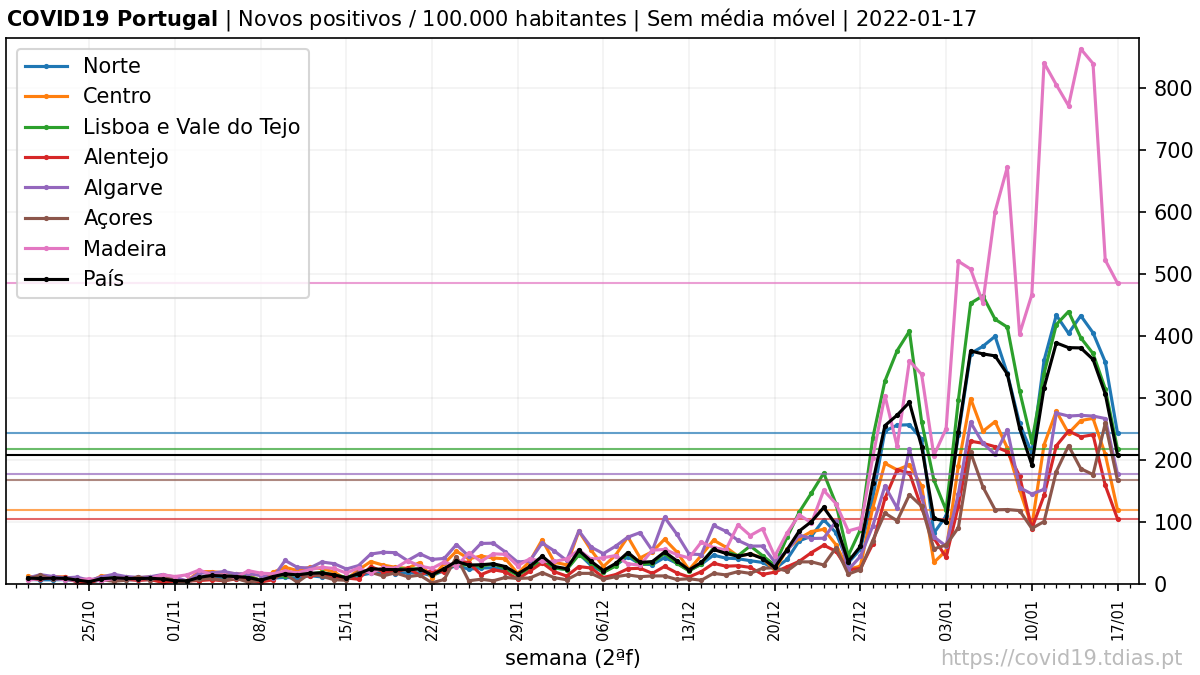 COVID19 Portugal | Novos positivos / 100.000 habitantes | Sem média móvel | 2022-01-17
Norte
Centro
Lisboa e Vale do Tejo
Alentejo
Algarve
Açores
Madeira
País
800
700
600
500
400
300
200
100
0
25/10
01/11
08/11
15/11
22/11
29/11
06/12
13/12
20/12
27/12
03/01
10/01
17/01
semana (2ªf)
https://covid19.tdias.pt